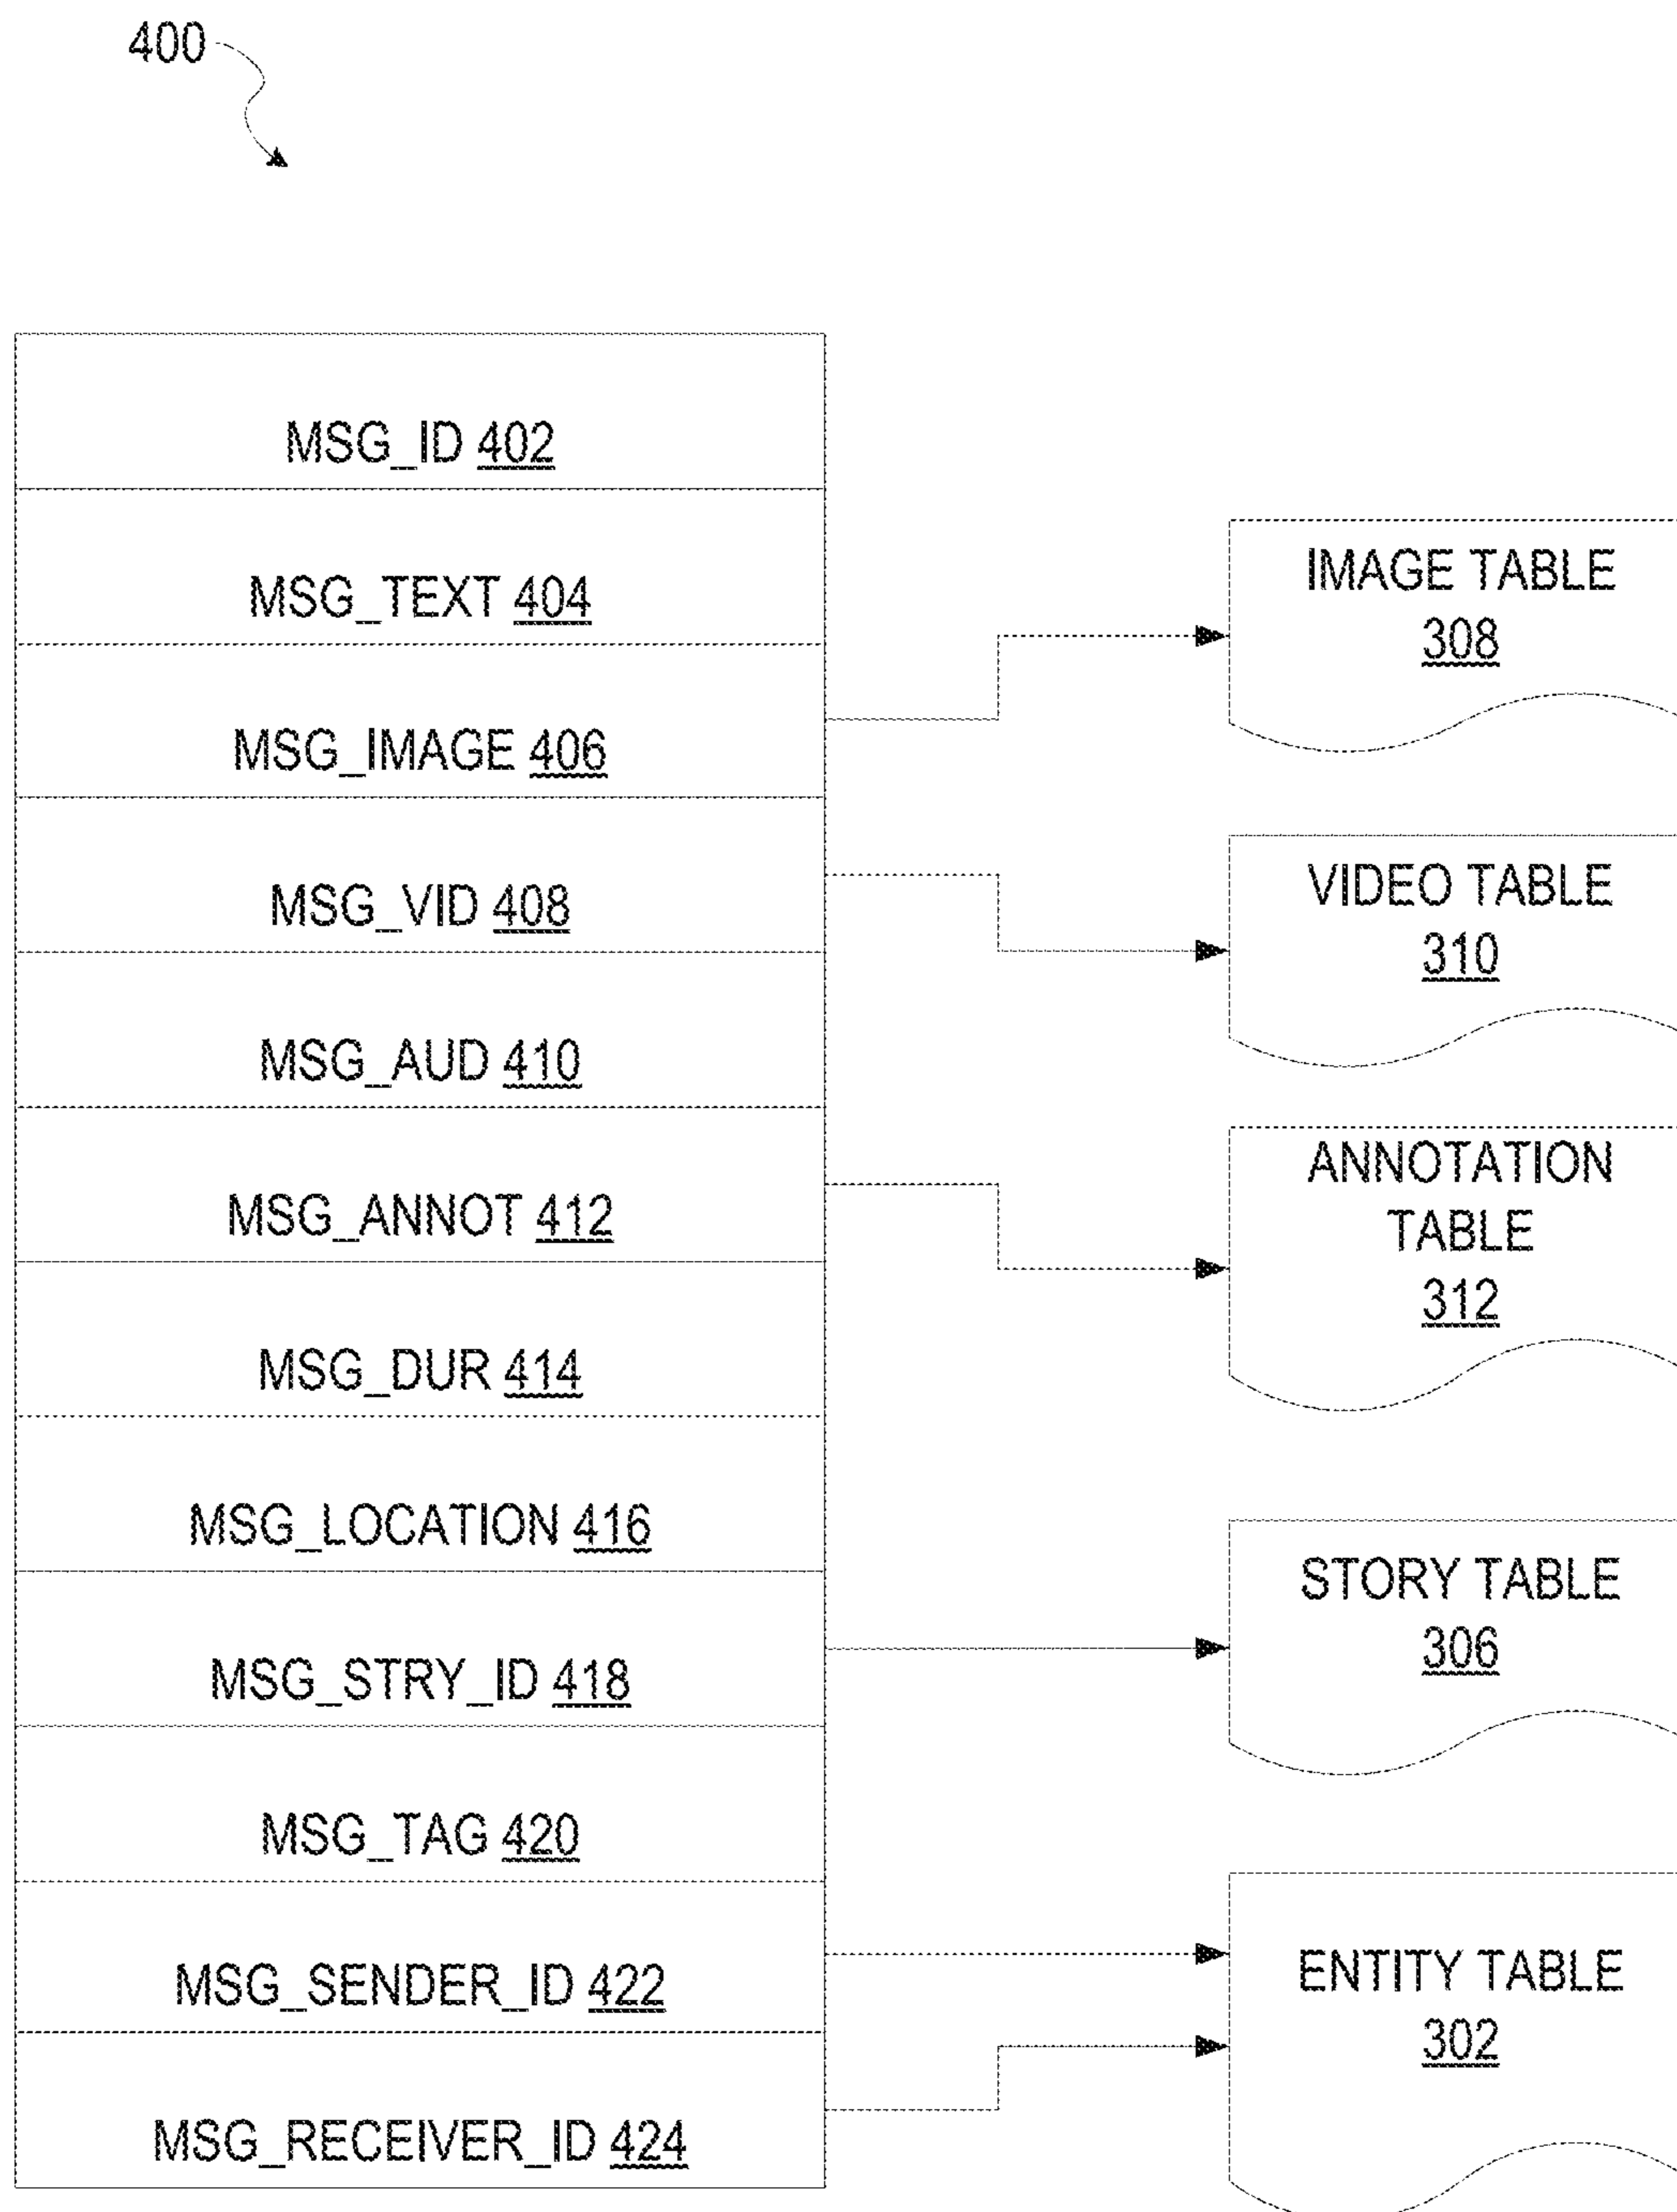 400
MSG_ID 402
MSG_TEXT 404
MSG_IMAGE 406
MSG_VID 408
MSG_AUD 410
MSG_ANNOT 412
MSG_DUR 414
MSG_LOCATION 416
MSG_STRY_ID 418
MSG_TAG 420
MSG_SENDER_ID 422
MSG_RECEIVER_ID 424
IMAGE TABLE
308
VIDEO TABLE
310
ANNOTATION
TABLE
312
STORY TABLE
306
ENTITY TABLE
302